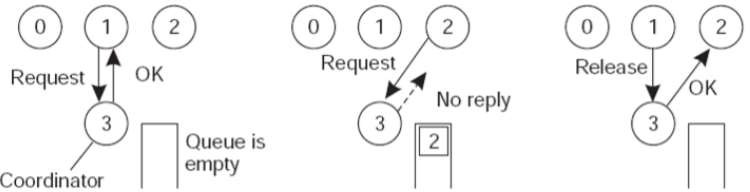 0 1 2
Request OK
3
Queue is
empty
Coordinator
0 1 2
Request
No reply
3
2
0 1 2
Release
OK
3